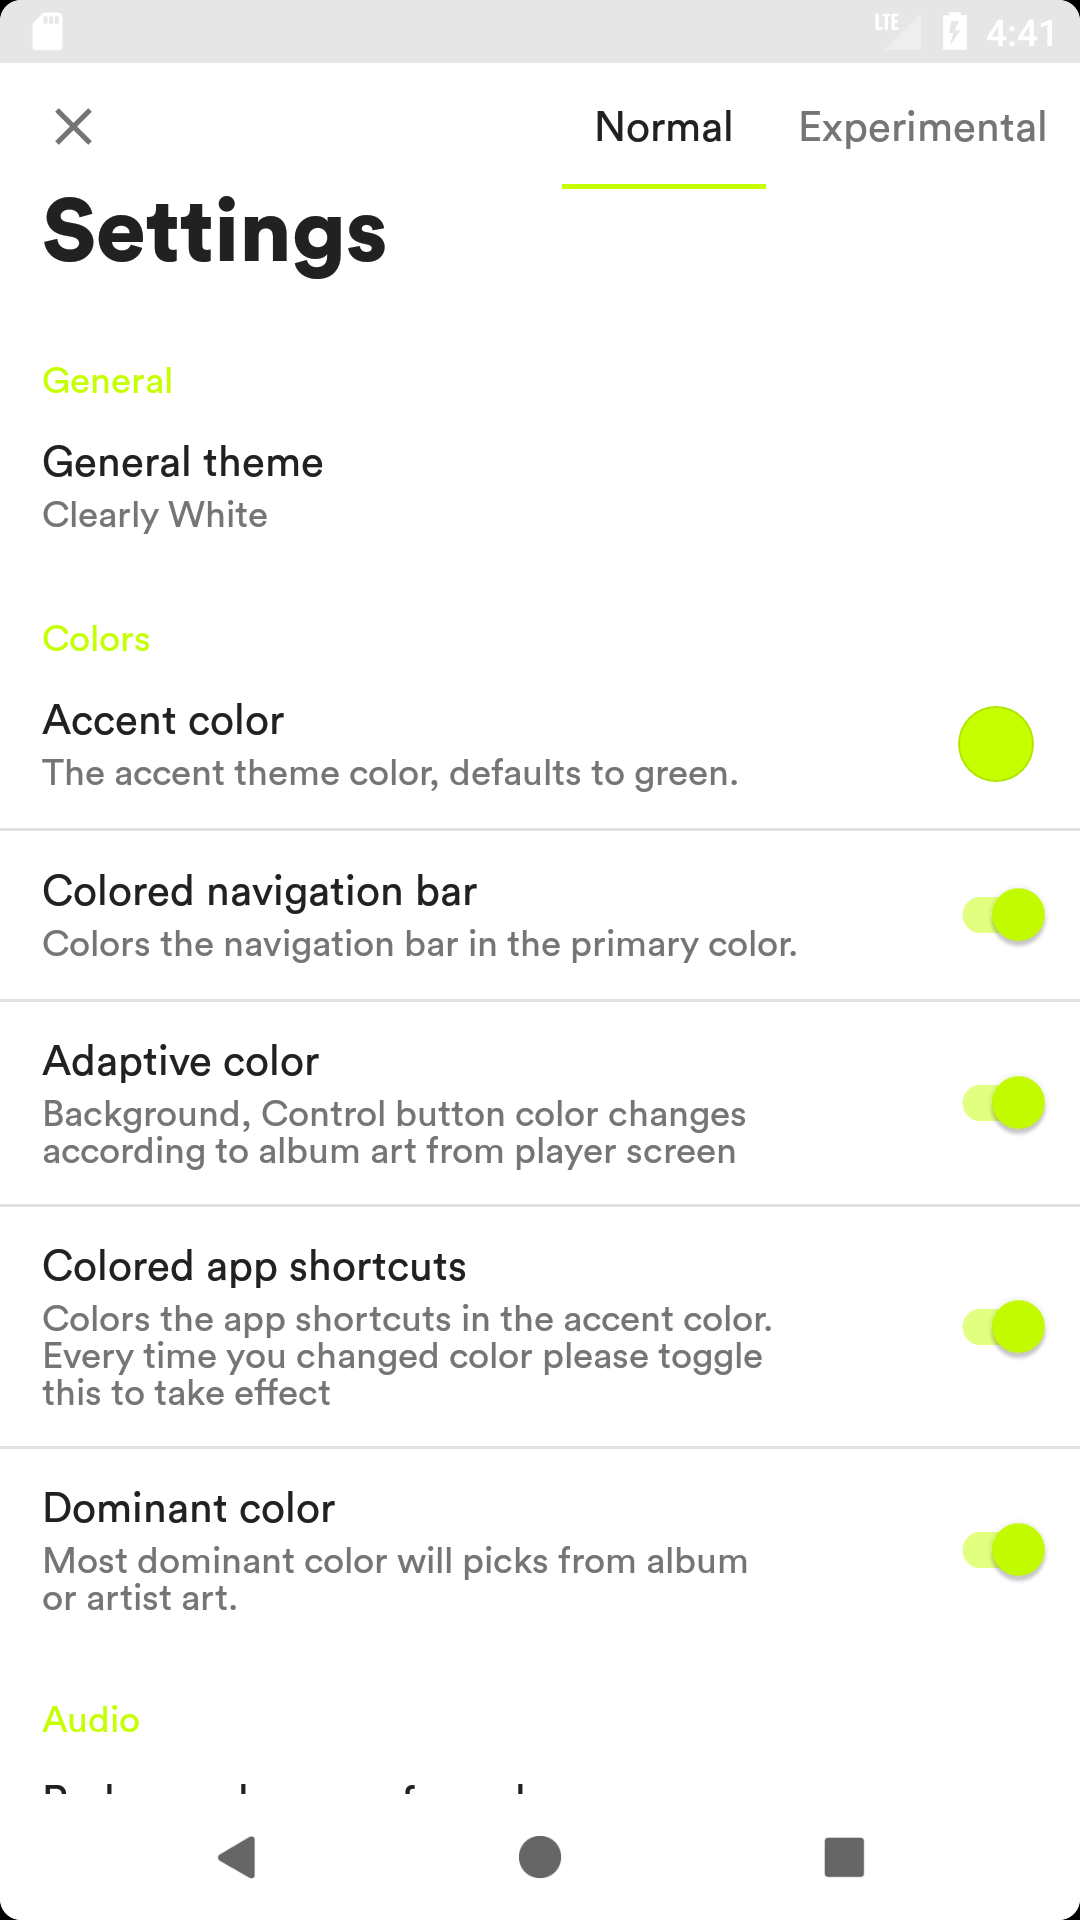 LTE 4:41
Normal Experimental
Settings
General
General theme
Clearly White
Colors
Accent color
The accent theme color, defaults to green.
Colored navigation bar
Colors the navigation bar in the primary color.
Adaptive color
Background, Control button color changes
according to album art from player screen
Colored app shortcuts
Colors the app shortcuts in the accent color.
Every time you changed color please toggle
this to take effect
Dominant color
Most dominant color will picks from album
or artist art.
Audio